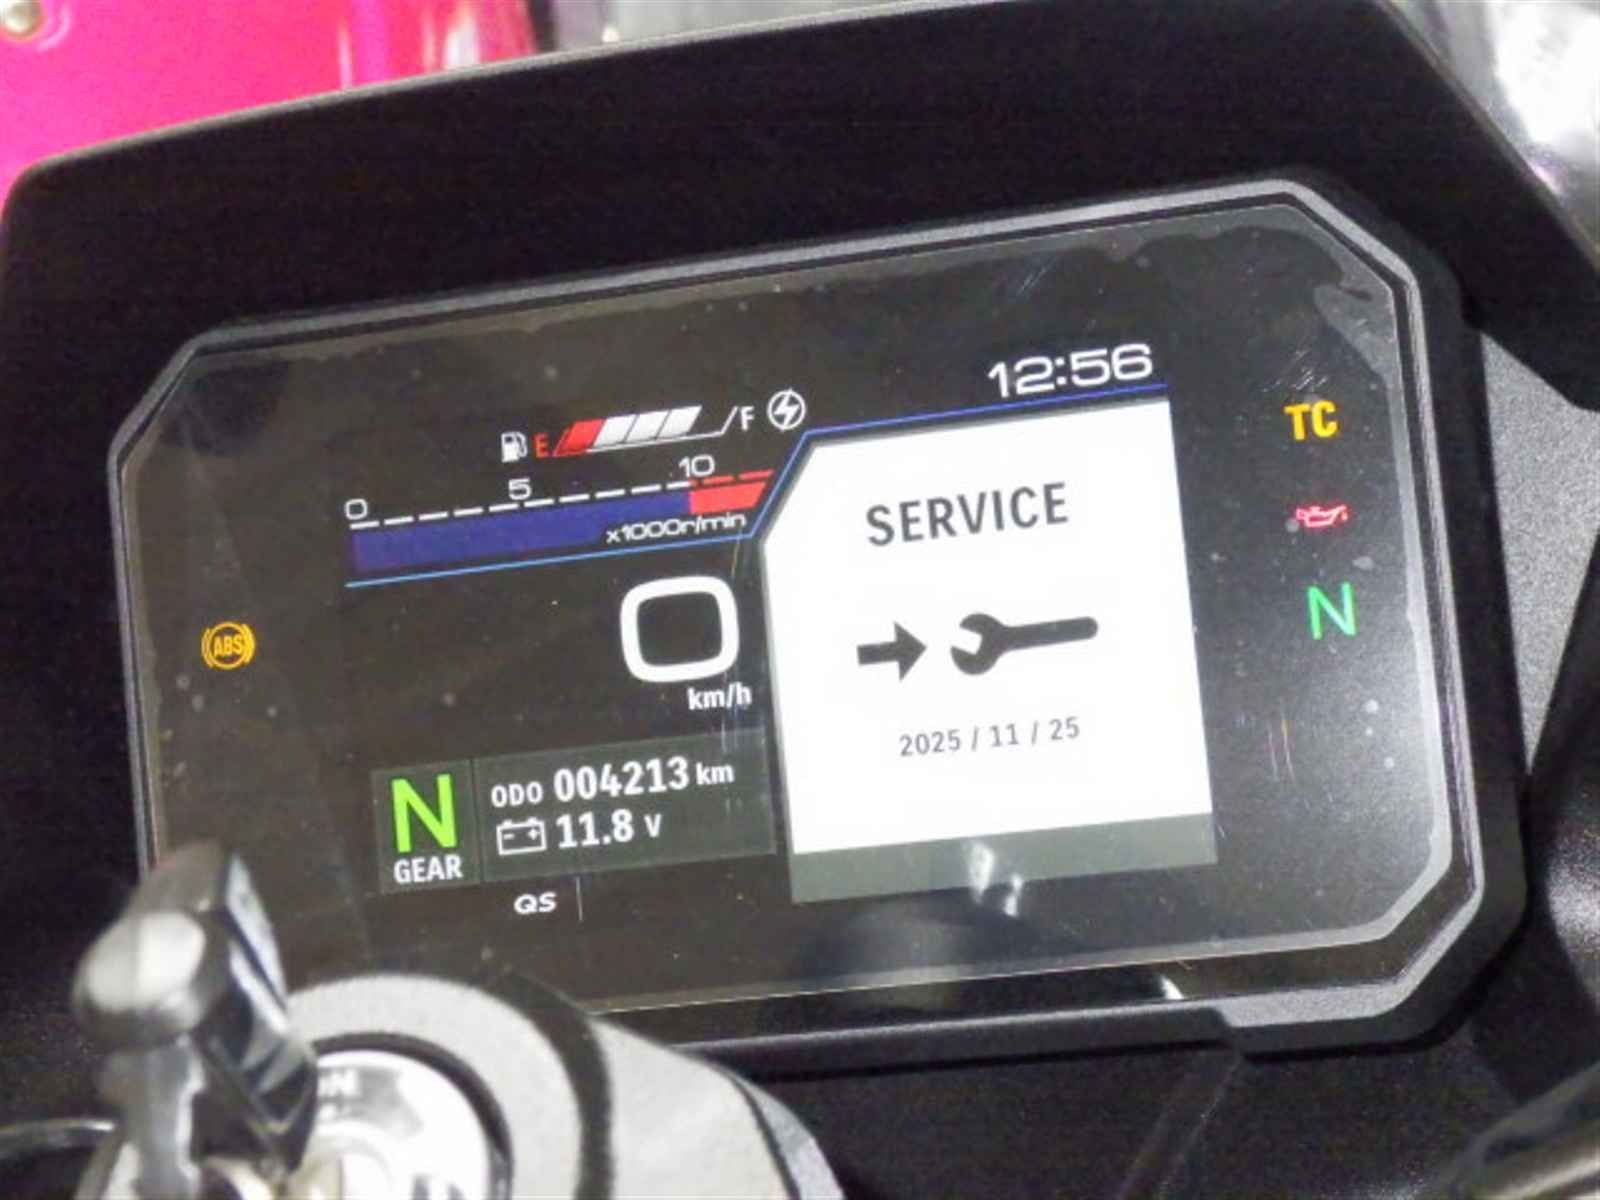 12:56
E F
0 5 10
x1000r/min
TC
SERVICE
ABS
N
0
km/h
2025 / 11 / 25
N
GEAR
ODO 004213 km
11.8 V
QS